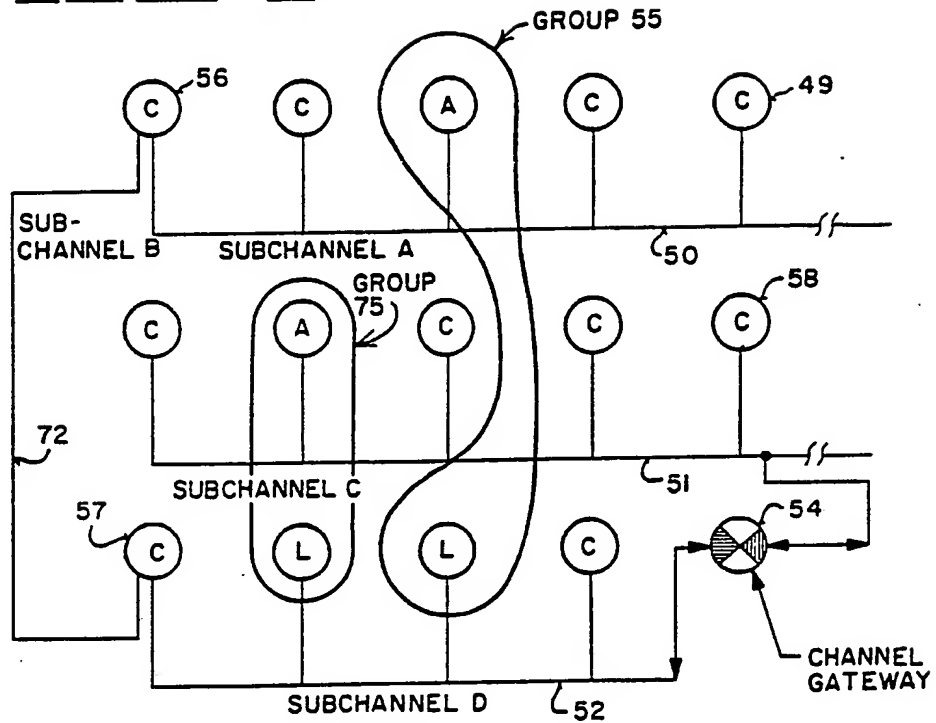 GROUP 55
C
56
C
A
C
C
49
SUB-
CHANNEL B
SUBCHANNEL A
50
GROUP
75
58
C
A
C
C
C
72
SUBCHANNEL C
51
57
54
C
L
L
C
CHANNEL
GATEWAY
SUBCHANNEL D
52